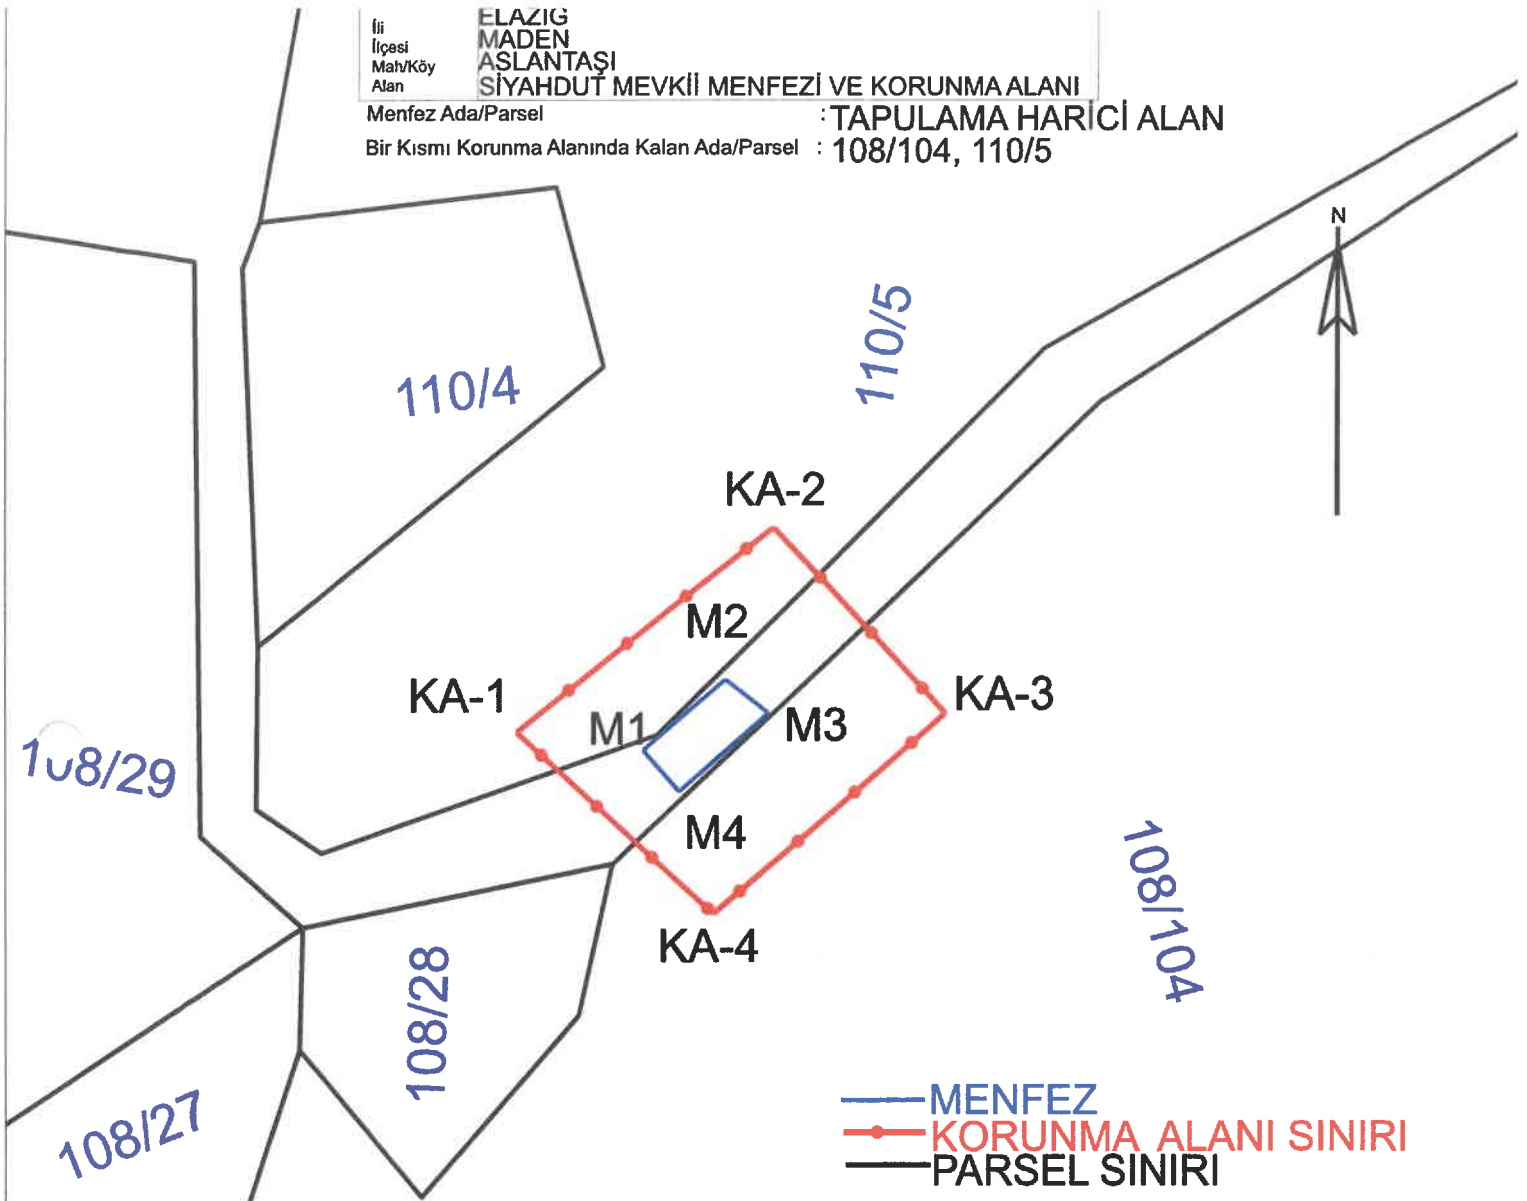 İli ELAZIĞ
İlçesi MADEN
Mah/Köy ASLANTAŞI
Alan SİYAHDUT MEVKİİ MENFEZİ VE KORUNMA ALANI
Menfez Ada/Parsel : TAPULAMA HARİCİ ALAN
Bir Kısmı Korunma Alanında Kalan Ada/Parsel : 108/104, 110/5
N
110/5
110/4
KA-2
M2
KA-1
KA-3
M1
M3
108/29
M4
108/104
KA-4
108/28
108/27
MENFEZ
KORUNMA ALANI SINIRI
PARSEL SINIRI